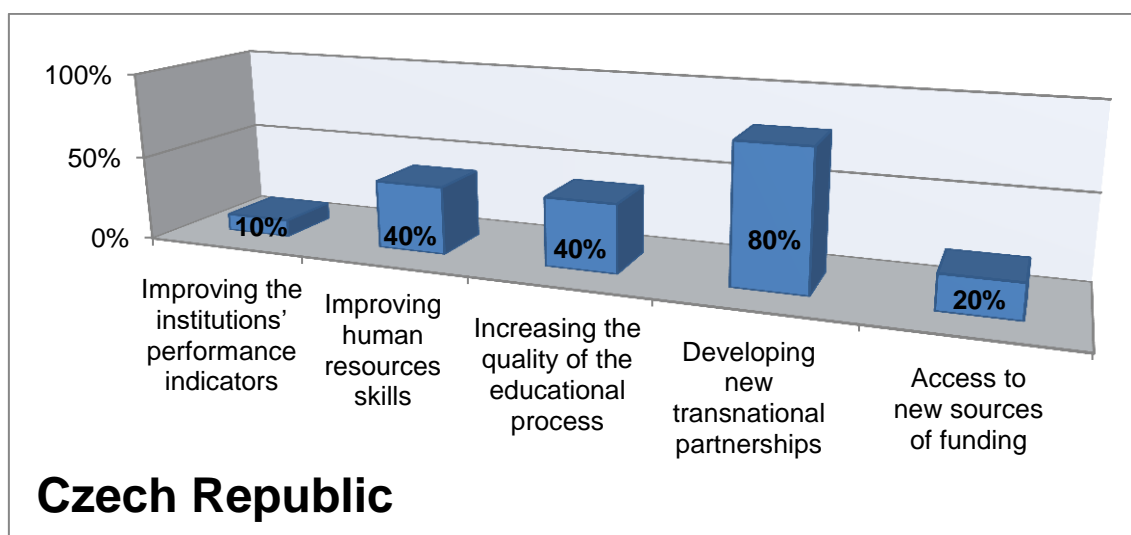 100%
50%
0%
10%
40%
40%
80%
20%
Improving the
institutions’
performance
indicators
Improving
human
resources
skills
Increasing the
quality of the
educational
process
Developing
new
transnational
partnerships
Access to
new sources
of funding
Czech Republic